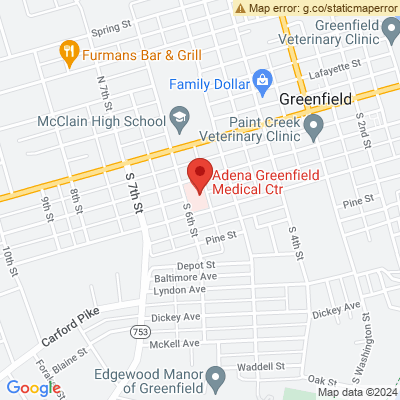 Map error: g.co/staticmaperror
Greenfield
Veterinary Clinic
Spring St
Furmans Bar & Grill
N 7th St
Lafayette St
Family Dollar
Greenfield
McClain High School
Paint Creek
Veterinary Clinic
S 2nd St
Adena Greenfield
Medical Ctr
S 7th St
8th St
9th St
S 6th St
Pine St
Pine St
S 4th St
10th St
Depot St
Baltimore Ave
Lyndon Ave
Carford Pike
Dickey Ave
Dickey Ave
753
McKell Ave
Blaine St
S Washington St
Edgewood Manor
of Greenfield
Waddell St
Oak St
Google
Map data ©2024